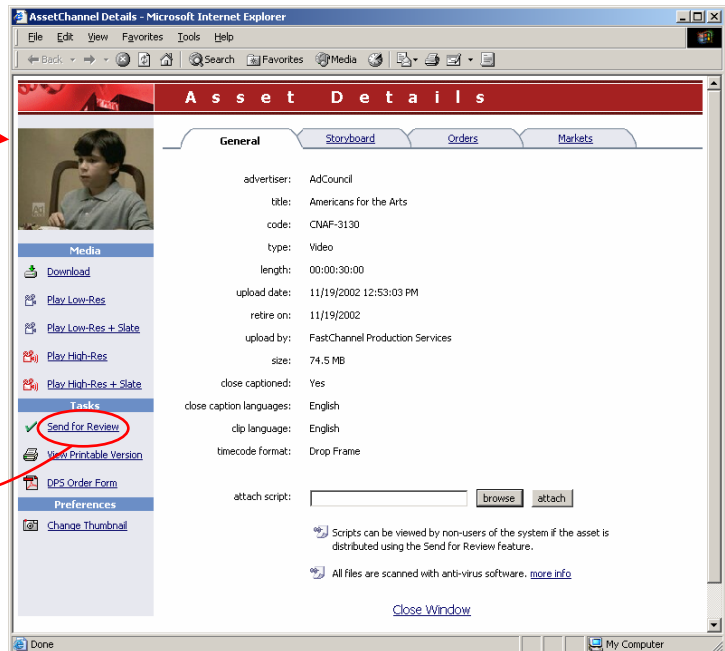 AssetChannel Details - Microsoft Internet Explorer
File Edit View Favorites Tools Help
Back Search Favorites Media
Asset Details
General Storyboard Orders Markets
advertiser: AdCouncil
title: Americans for the Arts
code: CNAF-3130
type: Video
length: 00:00:30:00
upload date: 11/19/2002 12:53:03 PM
retire on: 11/19/2002
upload by: FastChannel Production Services
size: 74.5 MB
close captioned: Yes
close caption languages: English
clip language: English
timecode format: Drop Frame
attach script: browse attach
Scripts can be viewed by non-users of the system if the asset is
distributed using the Send for Review feature.
All files are scanned with anti-virus software. more info
Close Window
Media
Download
Play Low-Res
Play Low-Res + Slate
Play High-Res
Play High-Res + Slate
Tasks
Send for Review
View Printable Version
DPS Order Form
Preferences
Change Thumbnail
Done My Computer